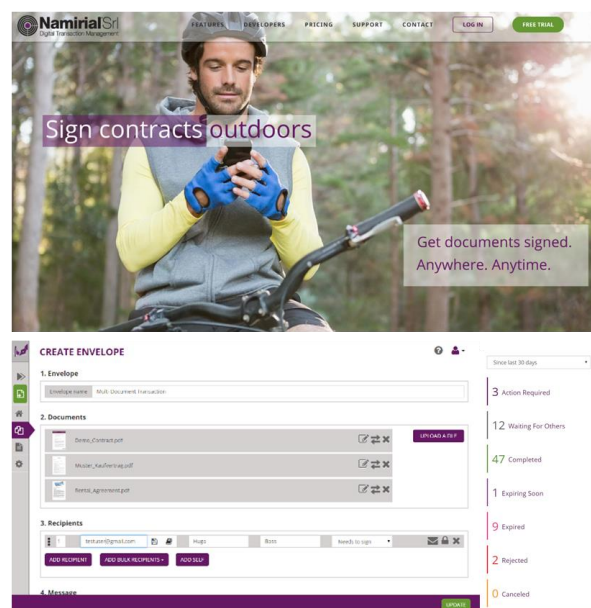 Namirial Srl
Digital Transaction Management
FEATURES DEVELOPERS PRICING SUPPORT CONTACT LOG IN FREE TRIAL
Sign contracts outdoors
Get documents signed.
Anywhere. Anytime.
CREATE ENVELOPE
Since last 30 days
1. Envelope
Envelope name Multi Document Transaction
3 Action Required
2. Documents
12 Waiting For Others
Demo_Contract.pdf
UPLOAD A FILE
47 Completed
Muster_Kaufvertrag.pdf
1 Expiring Soon
Rental_agreement.pdf
9 Expired
3. Recipients
1 testuser@gmail.com Hugo Ross Needs to sign
2 Rejected
ADD RECIPIENT ADD BULK RECIPIENTS ADD SELF
0 Canceled
4. Message
UPDATE